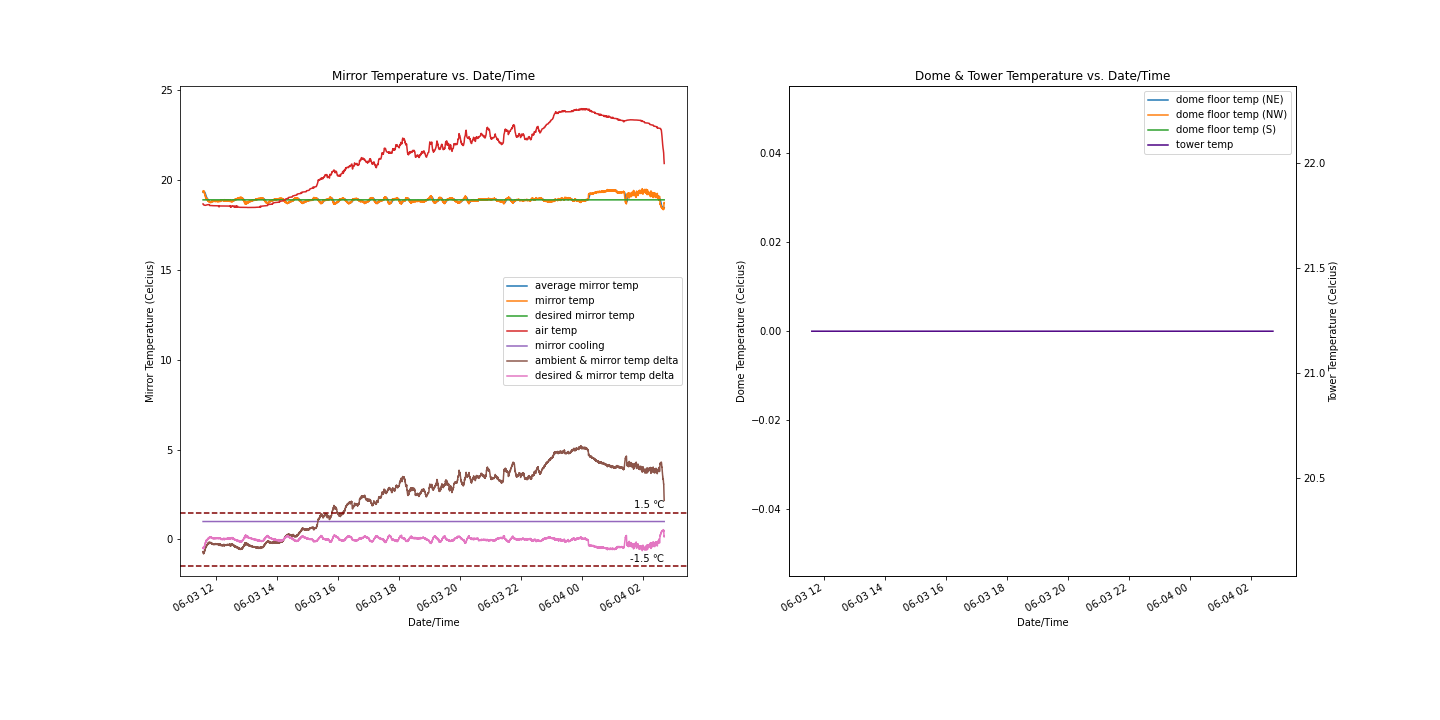 Mirror Temperature vs. Date/Time
Mirror Temperature (Celcius)
25
20
15
10
5
0
average mirror temp
mirror temp
desired mirror temp
air temp
mirror cooling
ambient & mirror temp delta
desired & mirror temp delta
1.5 °C
-1.5 °C
06-03 12
06-03 14
06-03 16
06-03 18
06-03 20
06-03 22
06-04 00
06-04 02
Date/Time
Dome & Tower Temperature vs. Date/Time
Dome Temperature (Celcius)
0.04
0.02
0.00
−0.02
−0.04
dome floor temp (NE)
dome floor temp (NW)
dome floor temp (S)
tower temp
22.0
21.5
21.0
20.5
Tower Temperature (Celcius)
06-03 12
06-03 14
06-03 16
06-03 18
06-03 20
06-03 22
06-04 00
06-04 02
Date/Time